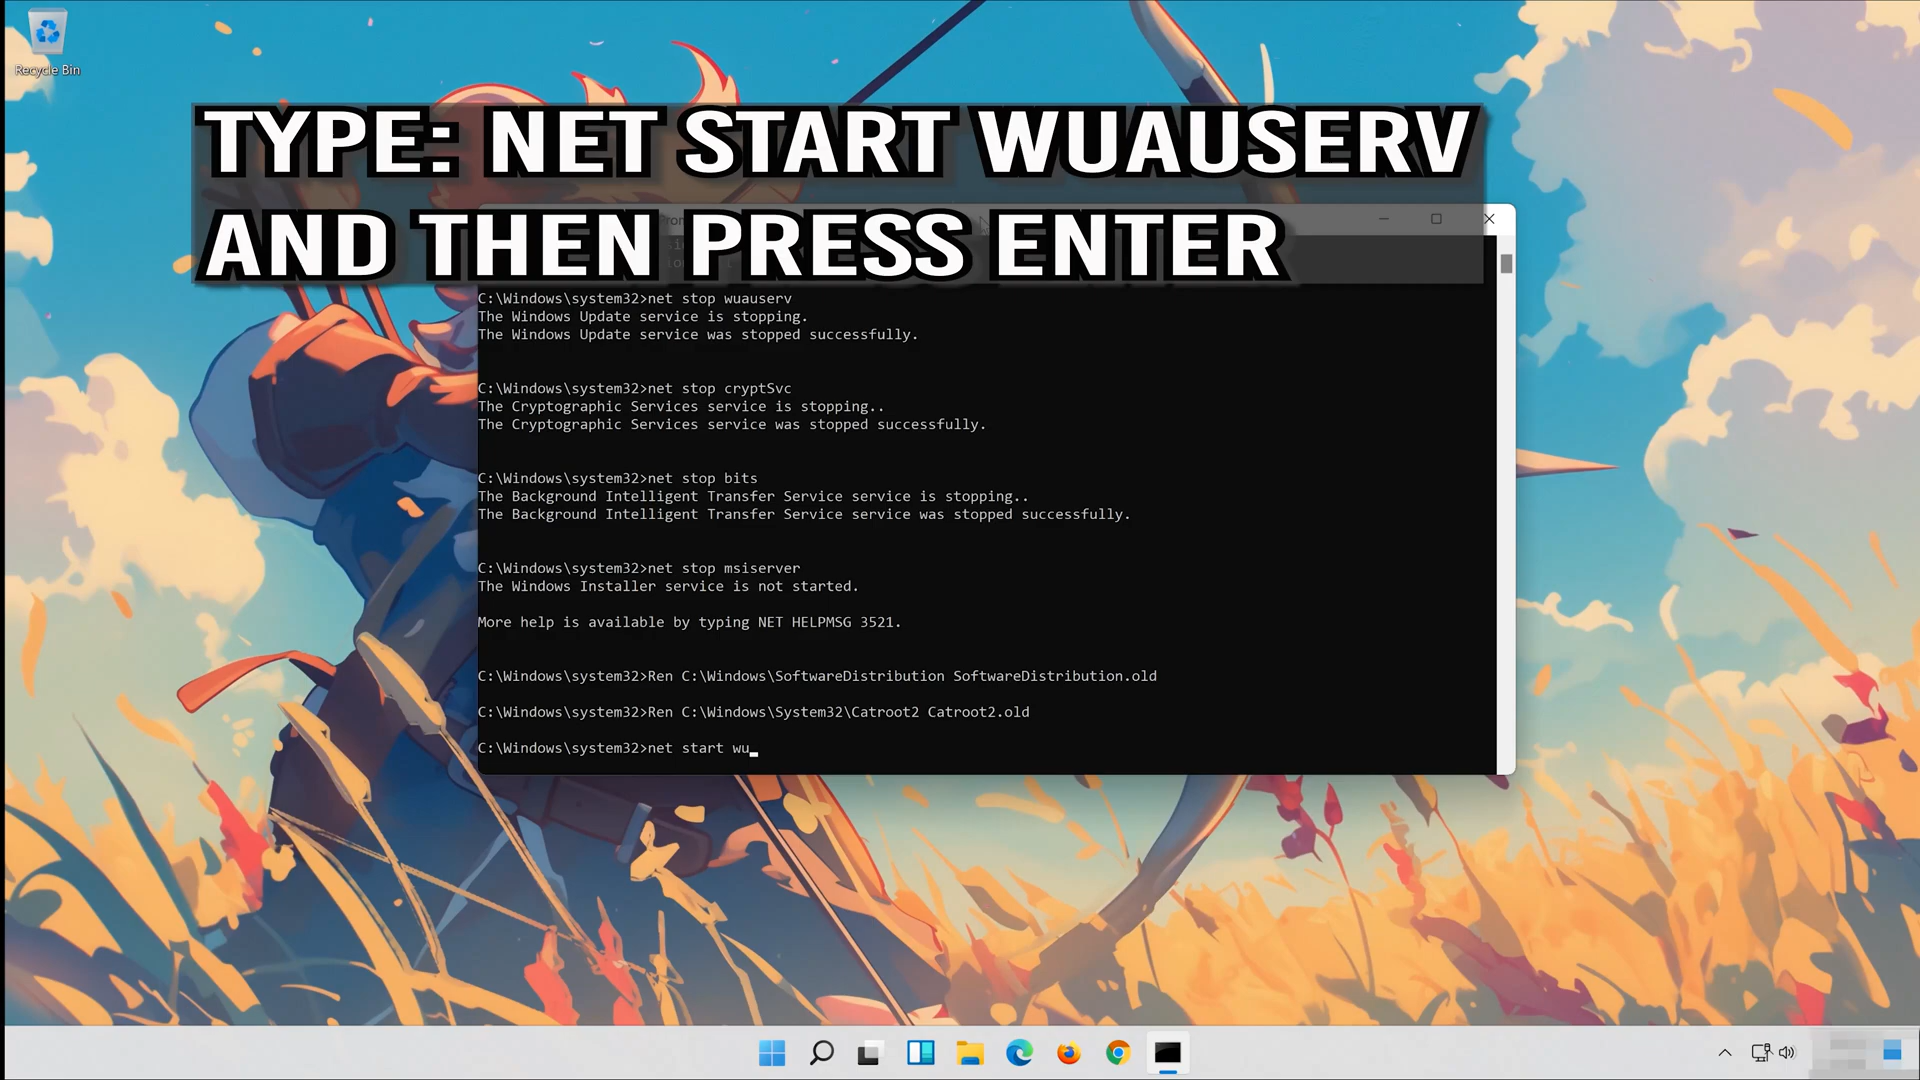 Recycle Bin
TYPE: NET START WUAUSERV
AND THEN PRESS ENTER
C:\Windows\system32>net stop wuauserv
The Windows Update service is stopping.
The Windows Update service was stopped successfully.
C:\Windows\system32>net stop cryptSvc
The Cryptographic Services service is stopping..
The Cryptographic Services service was stopped successfully.
C:\Windows\system32>net stop bits
The Background Intelligent Transfer Service service is stopping..
The Background Intelligent Transfer Service service was stopped successfully.
C:\Windows\system32>net stop msiserver
The Windows Installer service is not started.
More help is available by typing NET HELPMSG 3521.
C:\Windows\system32>Ren C:\Windows\SoftwareDistribution SoftwareDistribution.old
C:\Windows\system32>Ren C:\Windows\System32\Catroot2 Catroot2.old
C:\Windows\system32>net start wu_